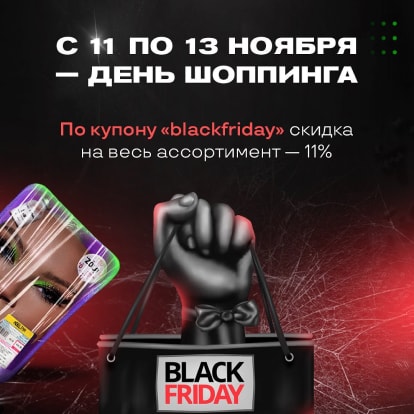 С 11 ПО 13 НОЯБРЯ
— ДЕНЬ ШОППИНГА
По купону «blackfriday» скидка
на весь ассортимент — 11%
BLACK
FRIDAY